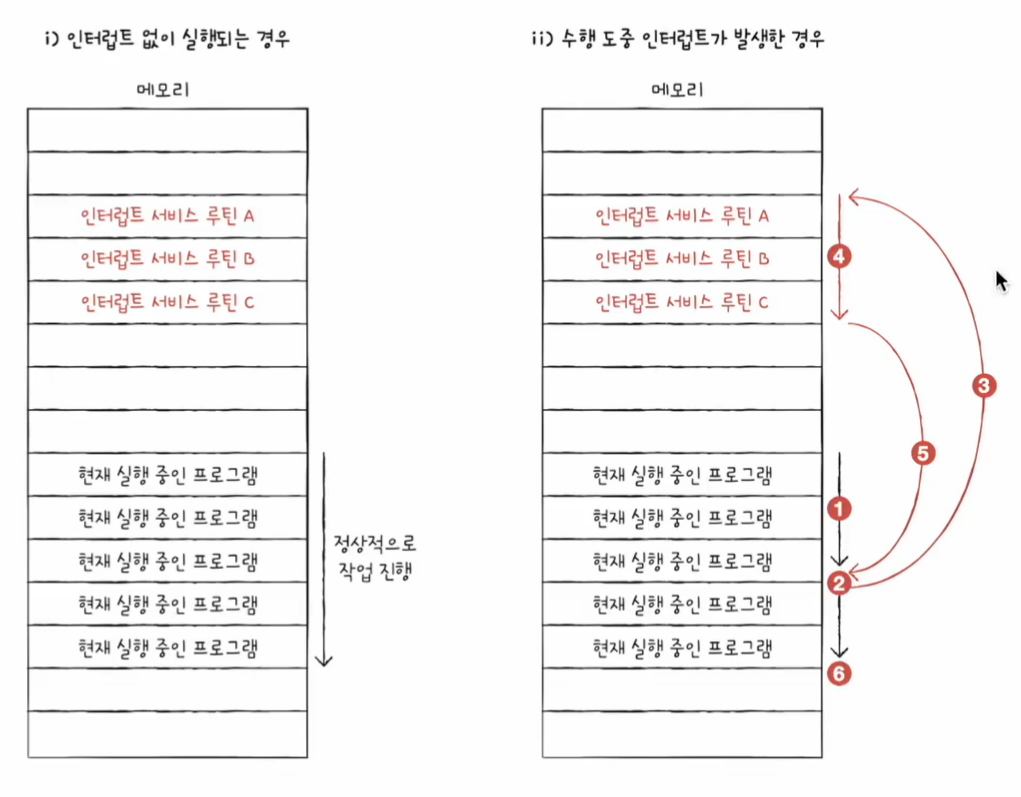 i) 인터럽트 없이 실행되는 경우
메모리
인터럽트 서비스 루틴 A
인터럽트 서비스 루틴 B
인터럽트 서비스 루틴 C
현재 실행 중인 프로그램
현재 실행 중인 프로그램
현재 실행 중인 프로그램
현재 실행 중인 프로그램
현재 실행 중인 프로그램
정상적으로
작업 진행
ii) 수행 도중 인터럽트가 발생한 경우
메모리
인터럽트 서비스 루틴 A
인터럽트 서비스 루틴 B
인터럽트 서비스 루틴 C
현재 실행 중인 프로그램
현재 실행 중인 프로그램
현재 실행 중인 프로그램
현재 실행 중인 프로그램
현재 실행 중인 프로그램
4
3
5
1
2
6